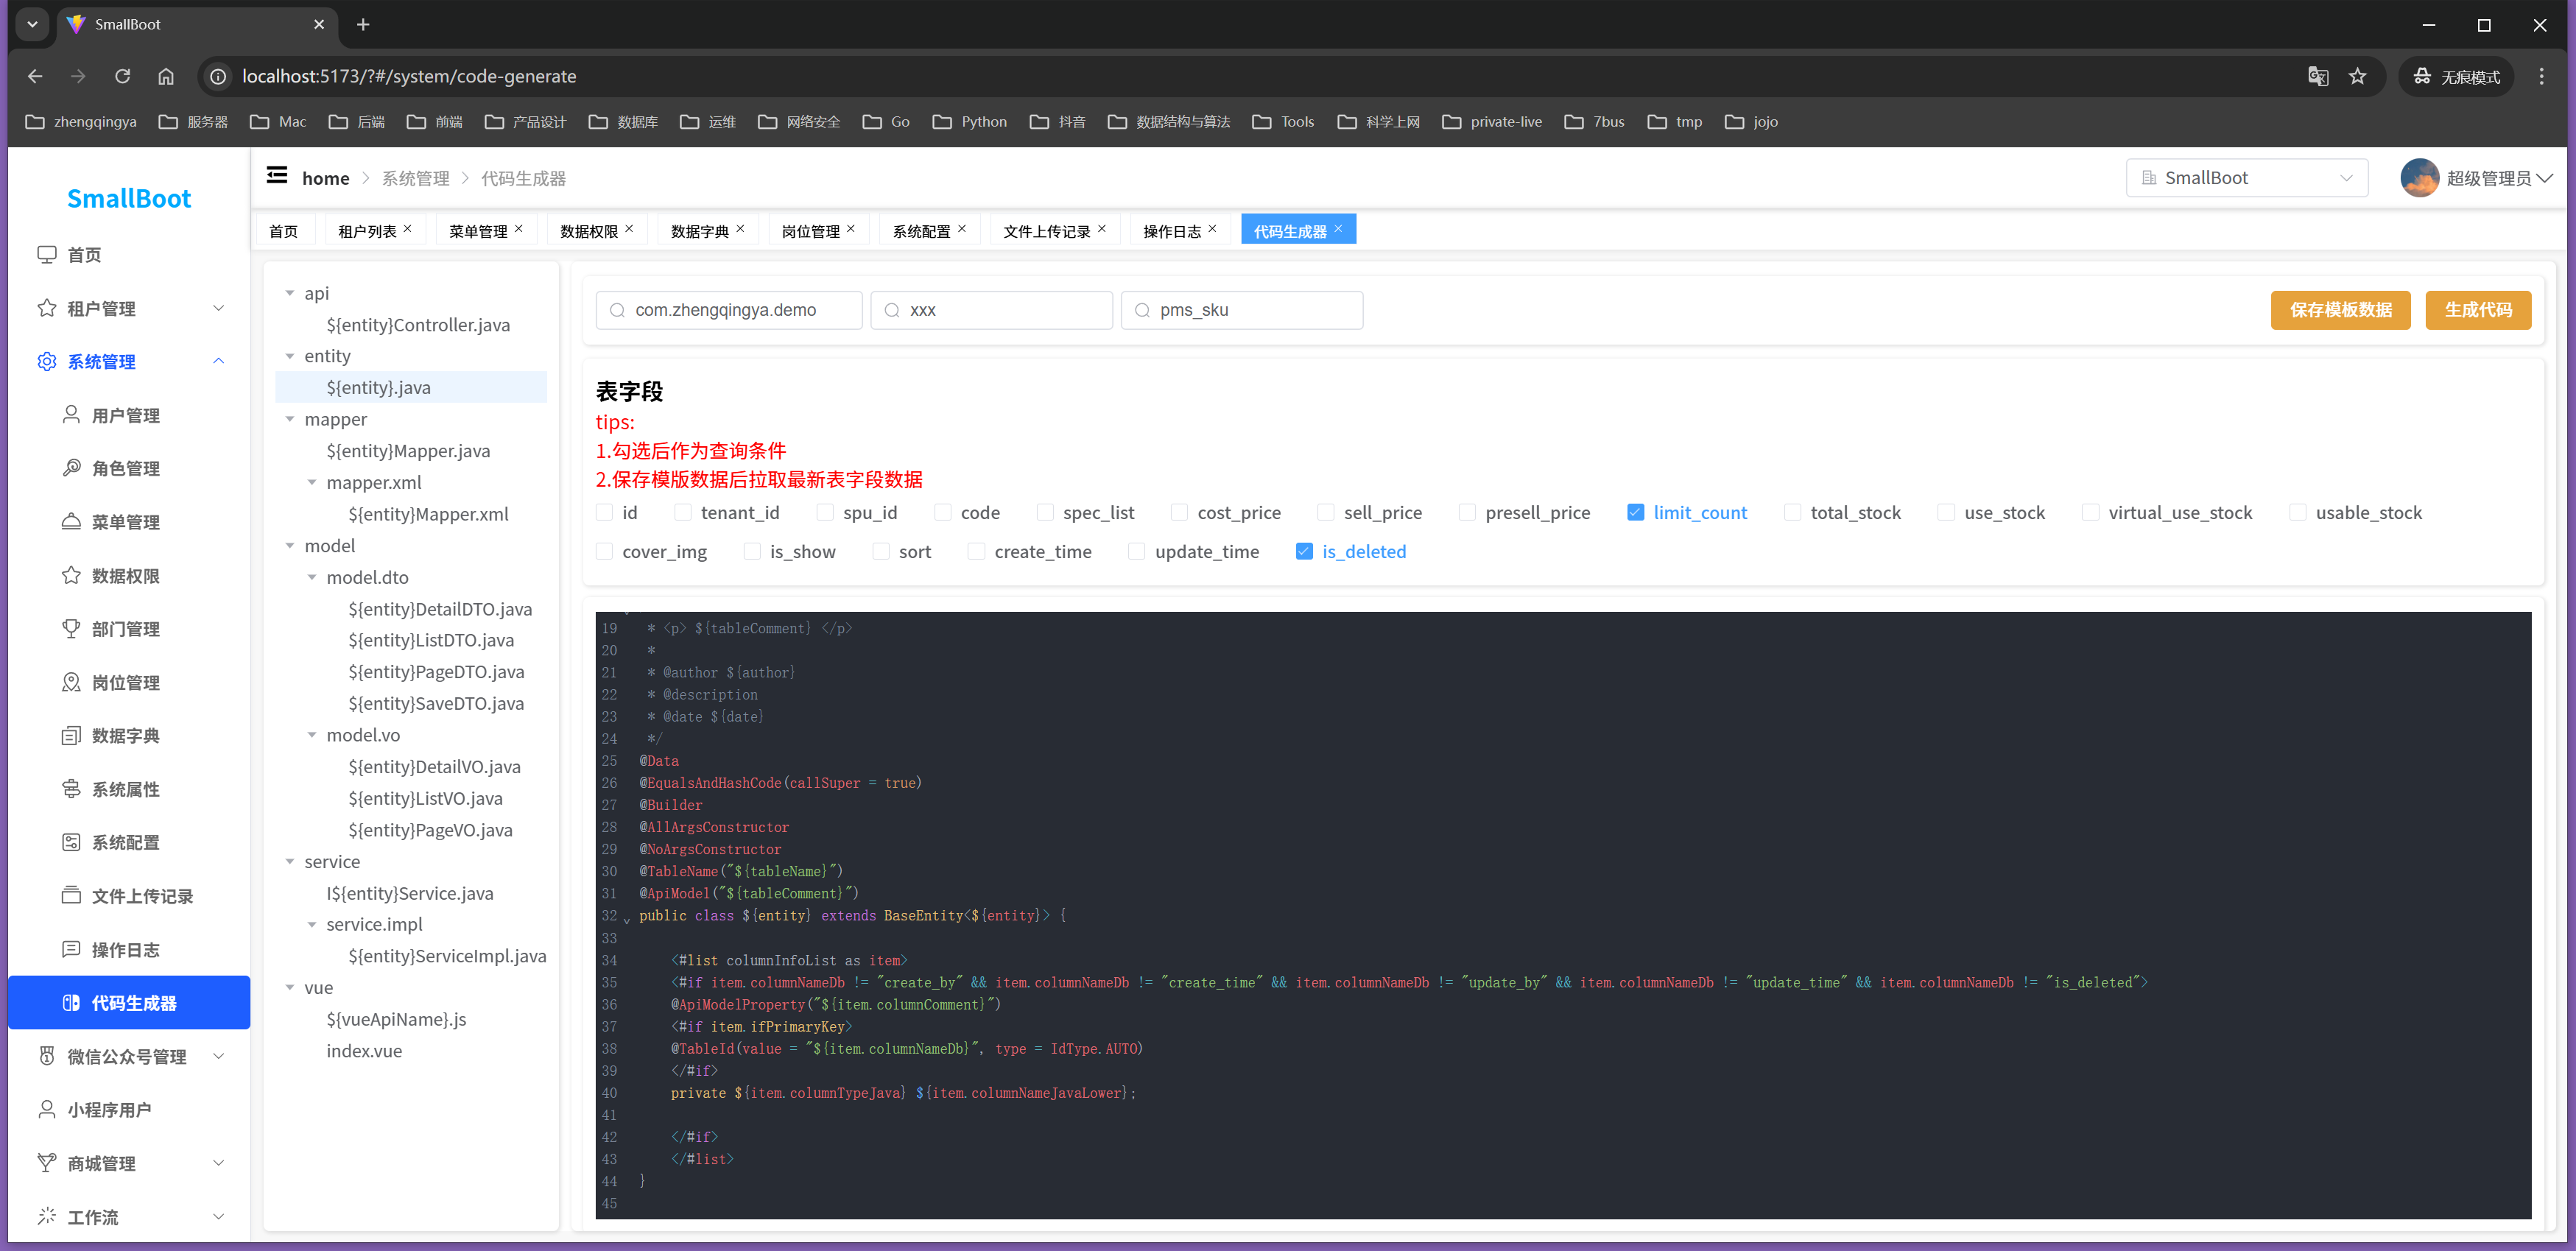 SmallBoot
localhost:5173/?#/system/code-generate
无痕模式
zhengqingya 服务器 Mac 后端 前端 产品设计 数据库 运维 网络安全 Go Python 抖音 数据结构与算法 Tools 科学上网 private-live 7bus tmp jojo
SmallBoot
home 系统管理 代码生成器
SmallBoot
超级管理员
首页 租户列表 菜单管理 数据权限 数据字典 岗位管理 系统配置 文件上传记录 操作日志 代码生成器
首页
租户管理
系统管理
用户管理
角色管理
菜单管理
数据权限
部门管理
岗位管理
数据字典
系统属性
系统配置
文件上传记录
操作日志
代码生成器
微信公众号管理
小程序用户
商城管理
工作流
api
${entity}Controller.java
entity
${entity}.java
mapper
${entity}Mapper.java
mapper.xml
${entity}Mapper.xml
model
model.dto
${entity}DetailDTO.java
${entity}ListDTO.java
${entity}PageDTO.java
${entity}SaveDTO.java
model.vo
${entity}DetailVO.java
${entity}ListVO.java
${entity}PageVO.java
service
I${entity}Service.java
service.impl
${entity}ServiceImpl.java
vue
${vueApiName}.js
index.vue
com.zhengqingya.demo xxx pms_sku 保存模板数据 生成代码
表字段
tips:
1.勾选后作为查询条件
2.保存模版数据后拉取最新表字段数据
id tenant_id spu_id code spec_list cost_price sell_price presell_price limit_count total_stock use_stock virtual_use_stock usable_stock
cover_img is_show sort create_time update_time is_deleted
19 * <p> ${tableComment} </p>
20 *
21 * @author ${author}
22 * @description
23 * @date ${date}
24 */
25 @Data
26 @EqualsAndHashCode(callSuper = true)
27 @Builder
28 @AllArgsConstructor
29 @NoArgsConstructor
30 @TableName("${tableName}")
31 @ApiModel("${tableComment}")
32 public class ${entity} extends BaseEntity<${entity}> {
33
34 <#list columnInfoList as item>
35 <#if item.columnNameDb != "create_by" && item.columnNameDb != "create_time" && item.columnNameDb != "update_by" && item.columnNameDb != "update_time" && item.columnNameDb != "is_deleted">
36 @ApiModelProperty("${item.columnComment}")
37 <#if item.ifPrimaryKey>
38 @TableId(value = "${item.columnNameDb}", type = IdType.AUTO)
39 </#if>
40 private ${item.columnTypeJava} ${item.columnNameJavaLower};
41
42 </#if>
43 </#list>
44 }
45